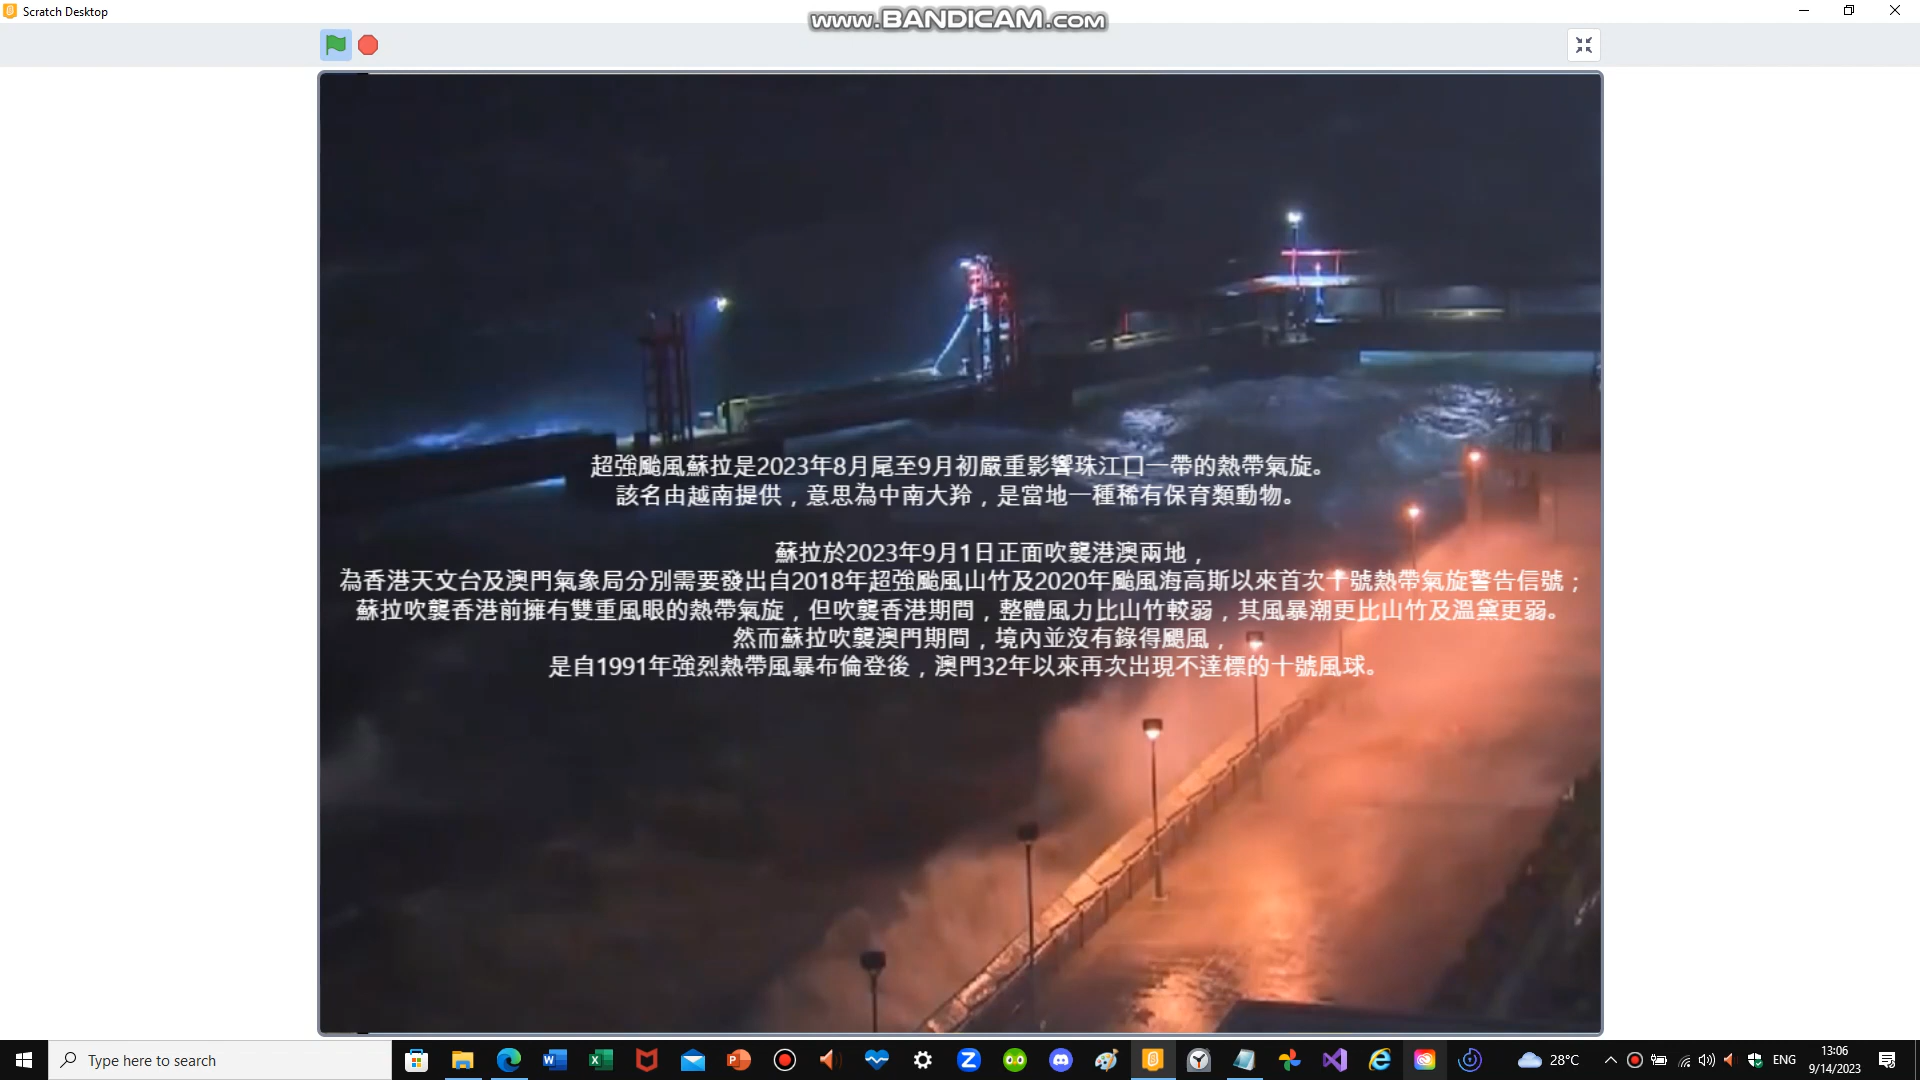 Scratch Desktop
www.BANDICAM.com
超強颱風蘇拉是2023年8月尾至9月初嚴重影響珠江口一帶的熱帶氣旋。
該名由越南提供，意思為中南大羚，是當地一種稀有保育類動物。
蘇拉於2023年9月1日正面吹襲港澳兩地，
為香港天文台及澳門氣象局分別需要發出自2018年超強颱風山竹及2020年颱風海高斯以來首次十號熱帶氣旋警告信號；
蘇拉吹襲香港前擁有雙重風眼的熱帶氣旋，但吹襲香港期間，整體風力比山竹較弱，其風暴潮更比山竹及溫黛更弱。
然而蘇拉吹襲澳門期間，境內並沒有錄得颶風，
是自1991年強烈熱帶風暴布倫登後，澳門32年以來再次出現不達標的十號風球。
Type here to search
28°C
ENG
13:06
9/14/2023